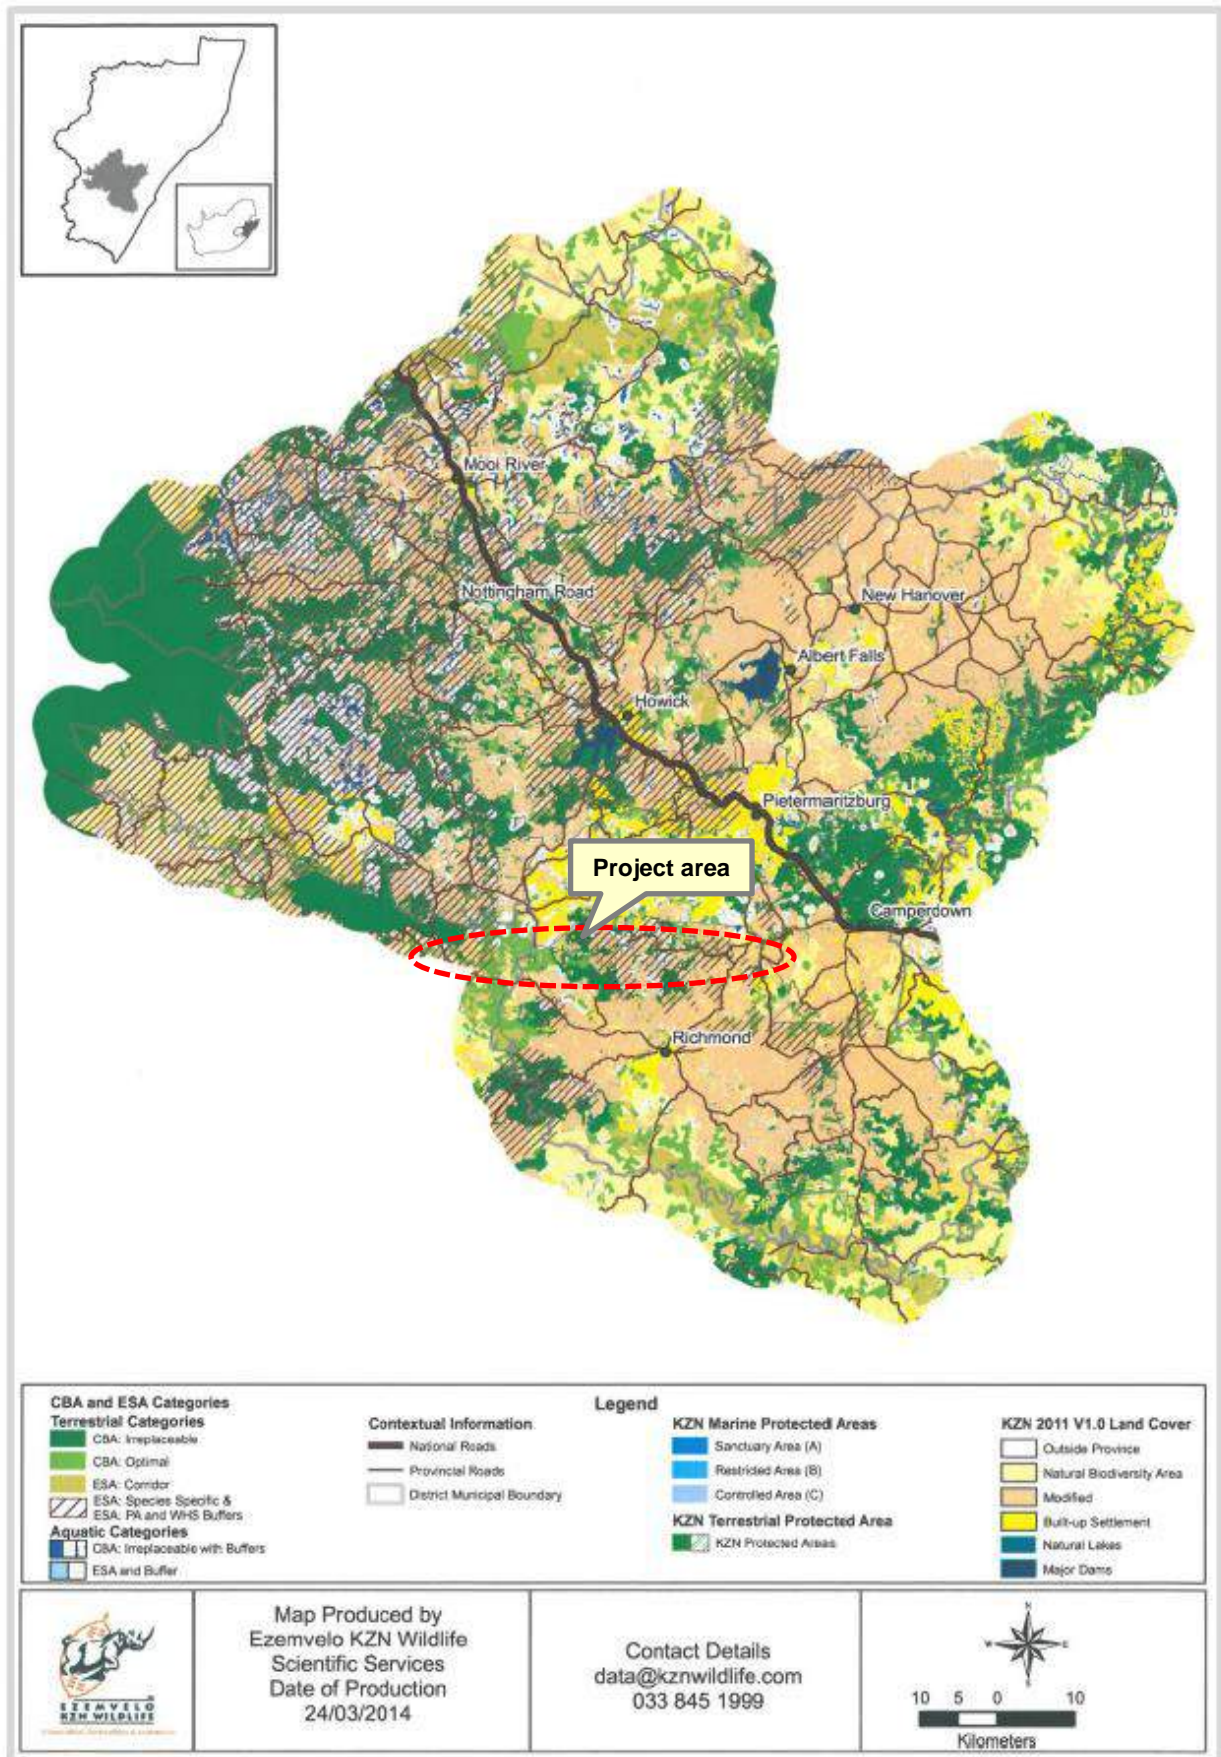 Mooi River
Nottingham Road
New Hanover
Albert Falls
Howick
Pietermaritzburg
Project area
Camperdown
Richmond
Legend
CBA and ESA Categories
Terrestrial Categories
CBA: Irreplaceable
CBA: Optimal
ESA: Corridor
ESA: Species Specific &
ESA: PA and WHS Buffers
Aquatic Categories
CBA: Irreplaceable with Buffers
ESA and Buffer
Contextual Information
National Roads
Provincial Roads
District Municipal Boundary
KZN Marine Protected Areas
Sanctuary Area (A)
Restricted Area (B)
Controlled Area (C)
KZN Terrestrial Protected Area
KZN Protected Areas
KZN 2011 V1.0 Land Cover
Outside Province
Natural Biodiversity Area
Modified
Built-up Settlement
Natural Lakes
Major Dams
EZEMVELO
KZN WILDLIFE
Map Produced by
Ezemvelo KZN Wildlife
Scientific Services
Date of Production
24/03/2014
Contact Details
data@kznwildlife.com
033 845 1999
N
W E
S
10 5 0 10
Kilometers